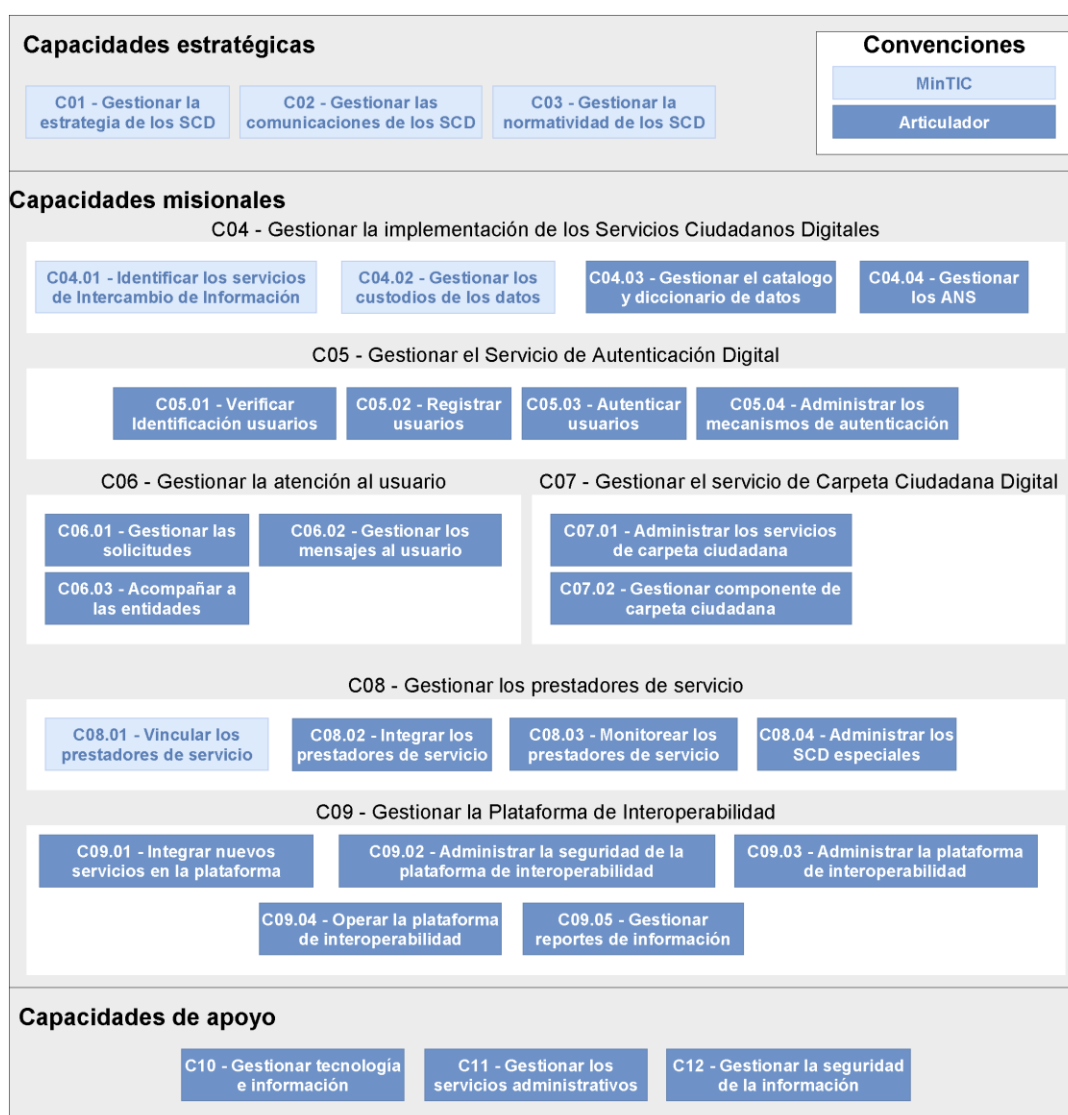 Capacidades estratégicas
Convenciones
MinTIC
Articulador
C01 - Gestionar la
estrategia de los SCD
C02 - Gestionar las
comunicaciones de los SCD
C03 - Gestionar la
normatividad de los SCD
Capacidades misionales
C04 - Gestionar la implementación de los Servicios Ciudadanos Digitales
C04.01 - Identificar los servicios
de Intercambio de Información
C04.02 - Gestionar los
custodios de los datos
C04.03 - Gestionar el catalogo
y diccionario de datos
C04.04 - Gestionar
los ANS
C05 - Gestionar el Servicio de Autenticación Digital
C05.01 - Verificar
Identificación usuarios
C05.02 - Registrar
usuarios
C05.03 - Autenticar
usuarios
C05.04 - Administrar los
mecanismos de autenticación
C06 - Gestionar la atención al usuario
C06.01 - Gestionar las
solicitudes
C06.02 - Gestionar los
mensajes al usuario
C06.03 - Acompañar a
las entidades
C07 - Gestionar el servicio de Carpeta Ciudadana Digital
C07.01 - Administrar los servicios
de carpeta ciudadana
C07.02 - Gestionar componente de
carpeta ciudadana
C08 - Gestionar los prestadores de servicio
C08.01 - Vincular los
prestadores de servicio
C08.02 - Integrar los
prestadores de servicio
C08.03 - Monitorear los
prestadores de servicio
C08.04 - Administrar los
SCD especiales
C09 - Gestionar la Plataforma de Interoperabilidad
C09.01 - Integrar nuevos
servicios en la plataforma
C09.02 - Administrar la seguridad de la
plataforma de interoperabilidad
C09.03 - Administrar la plataforma
de interoperabilidad
C09.04 - Operar la plataforma
de interoperabilidad
C09.05 - Gestionar
reportes de información
Capacidades de apoyo
C10 - Gestionar tecnología
e información
C11 - Gestionar los
servicios administrativos
C12 - Gestionar la seguridad
de la información